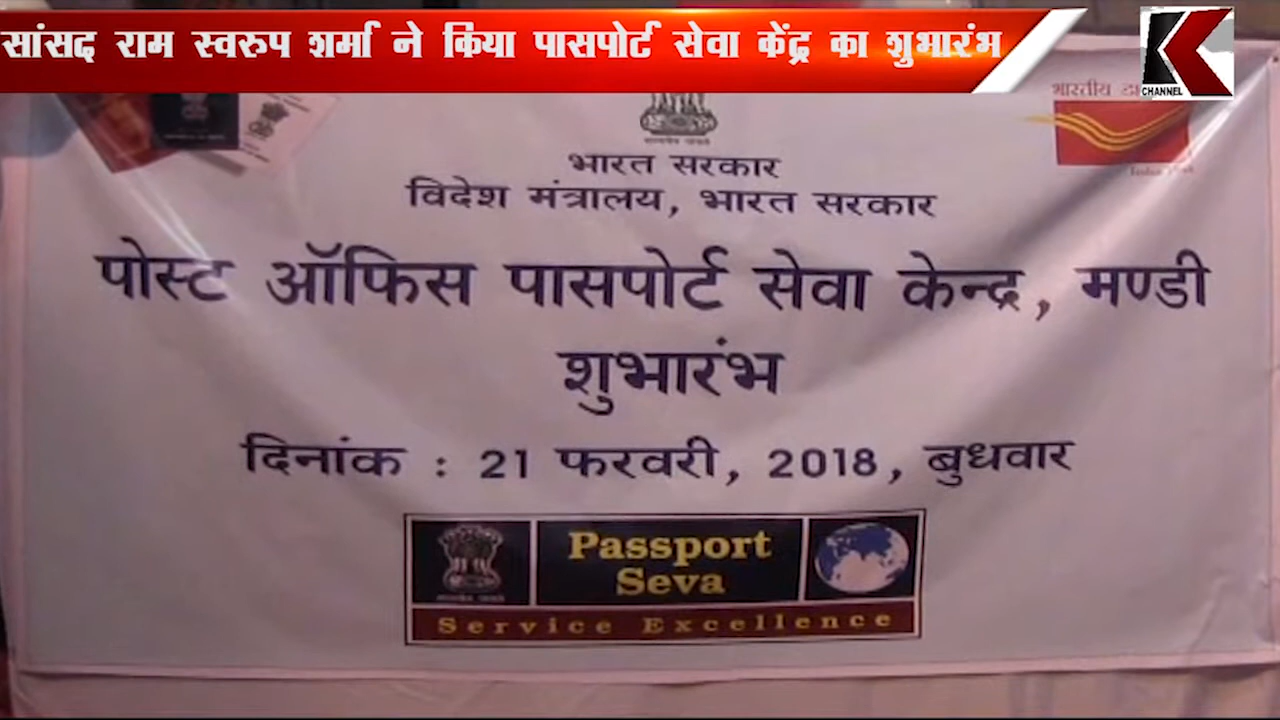 सांसद राम स्वरुप शर्मा ने किया पासपोर्ट सेवा केंद्र का शुभारंभ
K
CHANNEL
भारतीय
भारत सरकार
विदेश मंत्रालय, भारत सरकार
पोस्ट ऑफिस पासपोर्ट सेवा केन्द्र, मण्डी
शुभारंभ
दिनांक : 21 फरवरी, 2018, बुधवार
Passport
Seva
Service Excellence